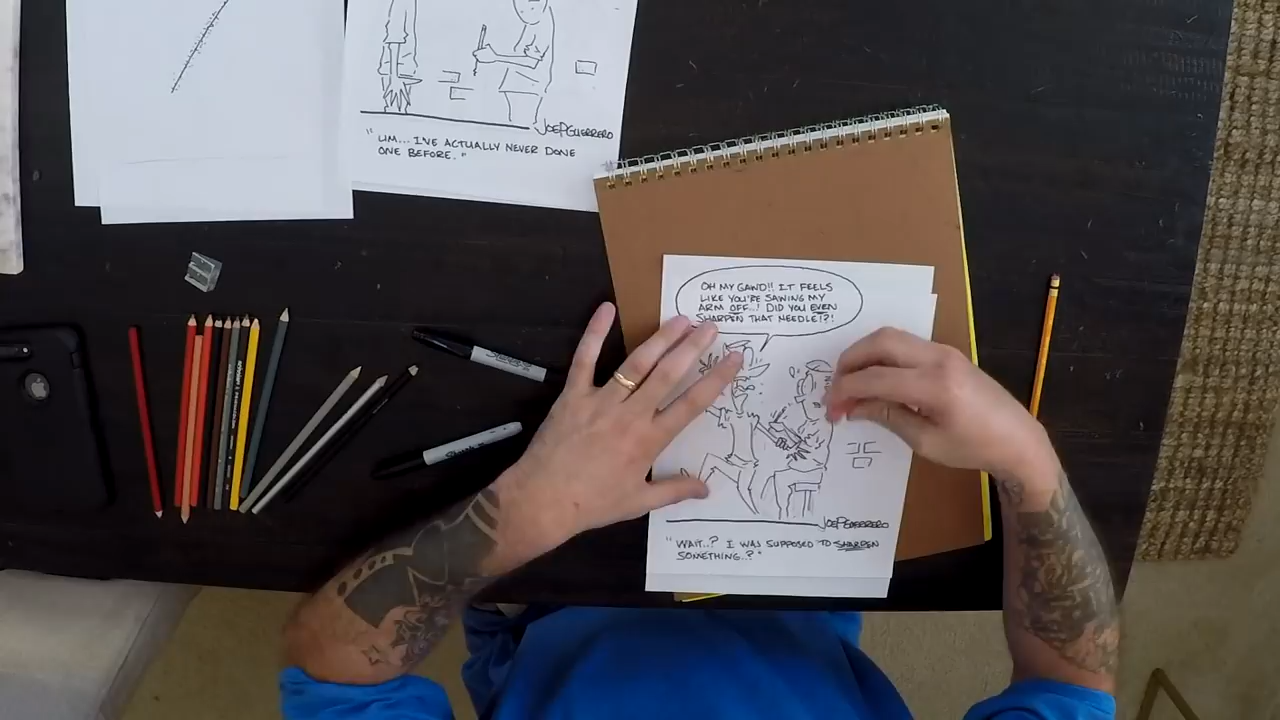 JOEPGUERRERO
"UM... I'VE ACTUALLY NEVER DONE
ONE BEFORE."
OH MY GAWD!! IT FEELS
LIKE YOU'RE SAWING MY
ARM OFF..! DID YOU EVEN
SHARPEN THAT NEEDLE!?!
Sharpie
JOEPGUERRERO
"WAIT..? I WAS SUPPOSED TO SHARPEN
SOMETHING..?"